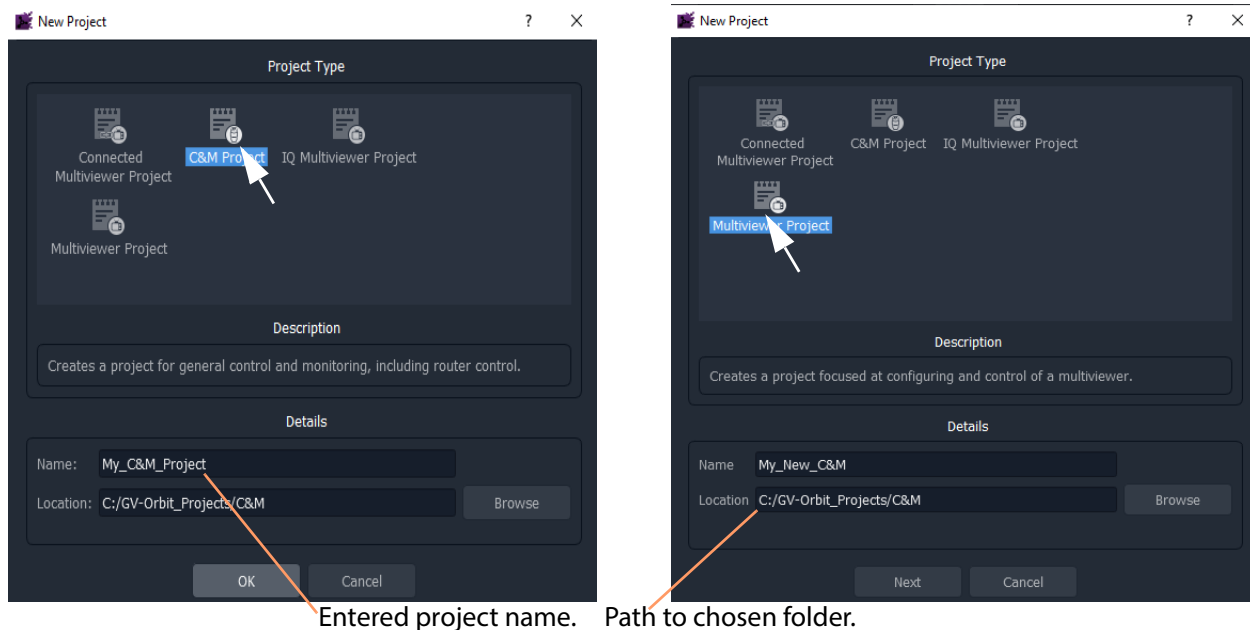 New Project
?
×
Project Type
Connected
Multiviewer Project
C&M Project
IQ Multiviewer Project
Multiviewer Project
Description
Creates a project for general control and monitoring, including router control.
Details
Name: My_C&M_Project
Location: C:/GV-Orbit_Projects/C&M
Browse
OK
Cancel
Entered project name.
New Project
?
×
Project Type
Connected
Multiviewer Project
C&M Project
IQ Multiviewer Project
Multiviewer Project
Description
Creates a project focused at configuring and control of a multiviewer.
Details
Name My_New_C&M
Location C:/GV-Orbit_Projects/C&M
Browse
Next
Cancel
Path to chosen folder.